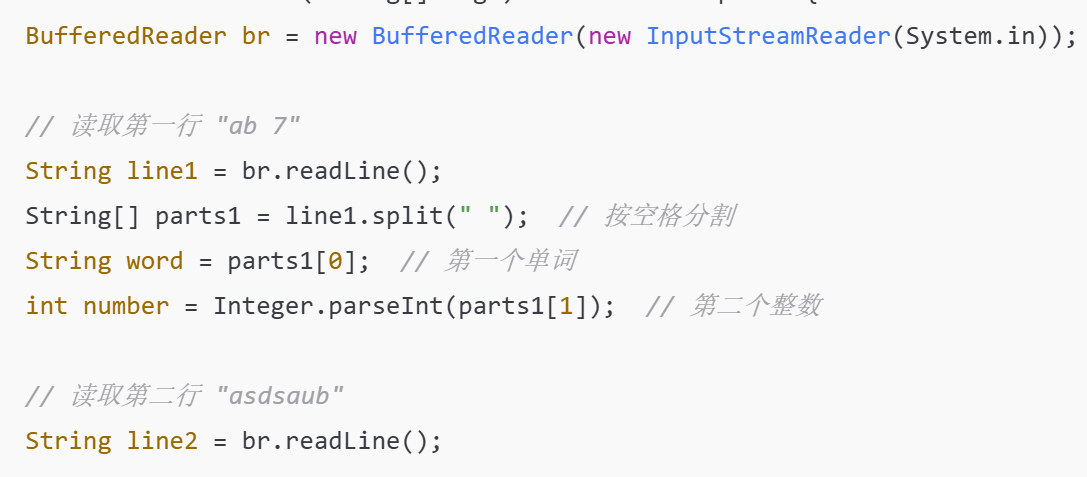 BufferedReader br = new BufferedReader(new InputStreamReader(System.in));
// 读取第一行 "ab 7"
String line1 = br.readLine();
String[] parts1 = line1.split(" ");  // 按空格分割
String word = parts1[0];  // 第一个单词
int number = Integer.parseInt(parts1[1]);  // 第二个整数
// 读取第二行 "asdsaub"
String line2 = br.readLine();